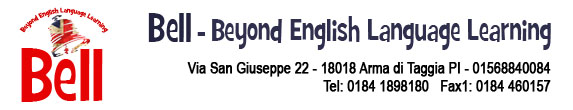 Beyond English Language Learning
Bell
Bell - Beyond English Language Learning
Via San Giuseppe 22 - 18018 Arma di Taggia PI - 01568840084
Tel: 0184 1898180 Fax1: 0184 460157